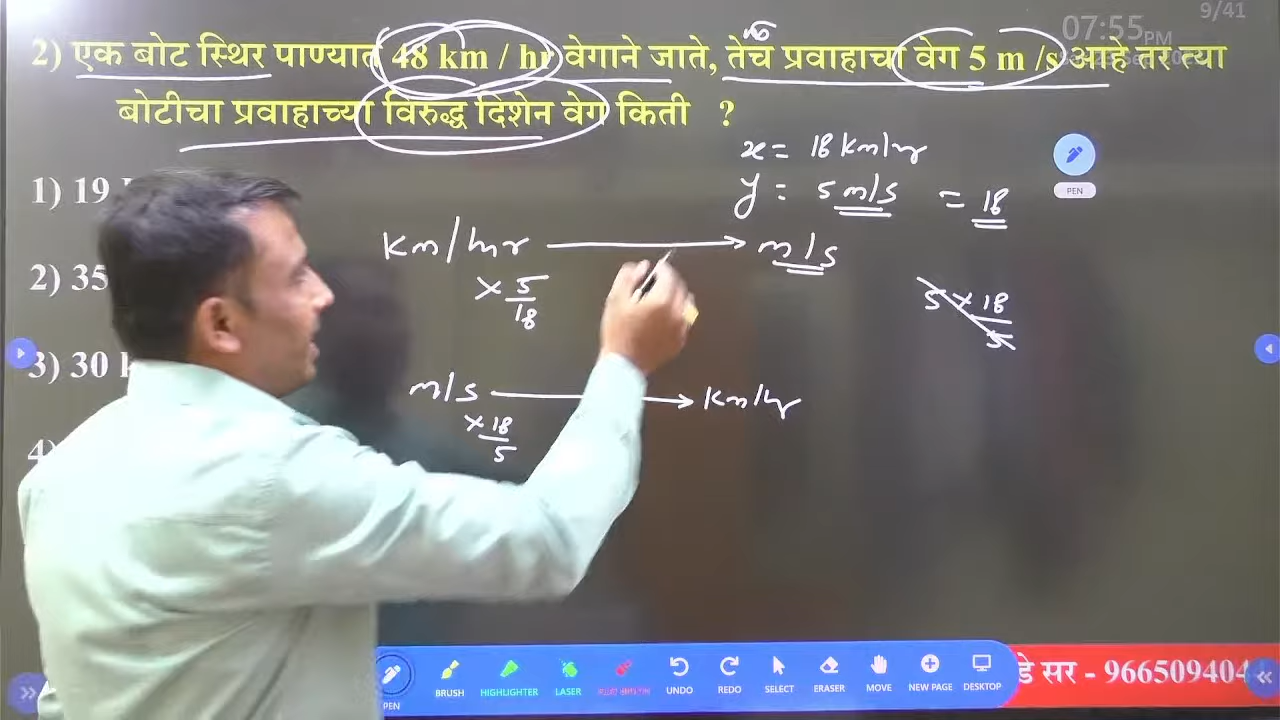 07:55 PM
9/41
2) एक बोट स्थिर पाण्यात 48 km / hr वेगाने जाते, तेच प्रवाहाचा वेग 5 m /s आहे तर त्या
बोटीचा प्रवाहाच्या विरुद्ध दिशेन वेग किती ?
x = 18 km/hr
y = 5 m/s = 18
1) 19
km/hr → m/s
× 5/18
2) 35
5 × 18/5
3) 30
m/s → km/hr
× 18/5
4)
PEN
PEN
BRUSH
HIGHLIGHTER
LASER
UNDO
REDO
SELECT
ERASER
MOVE
NEW PAGE
DESKTOP
डे सर - 966509404